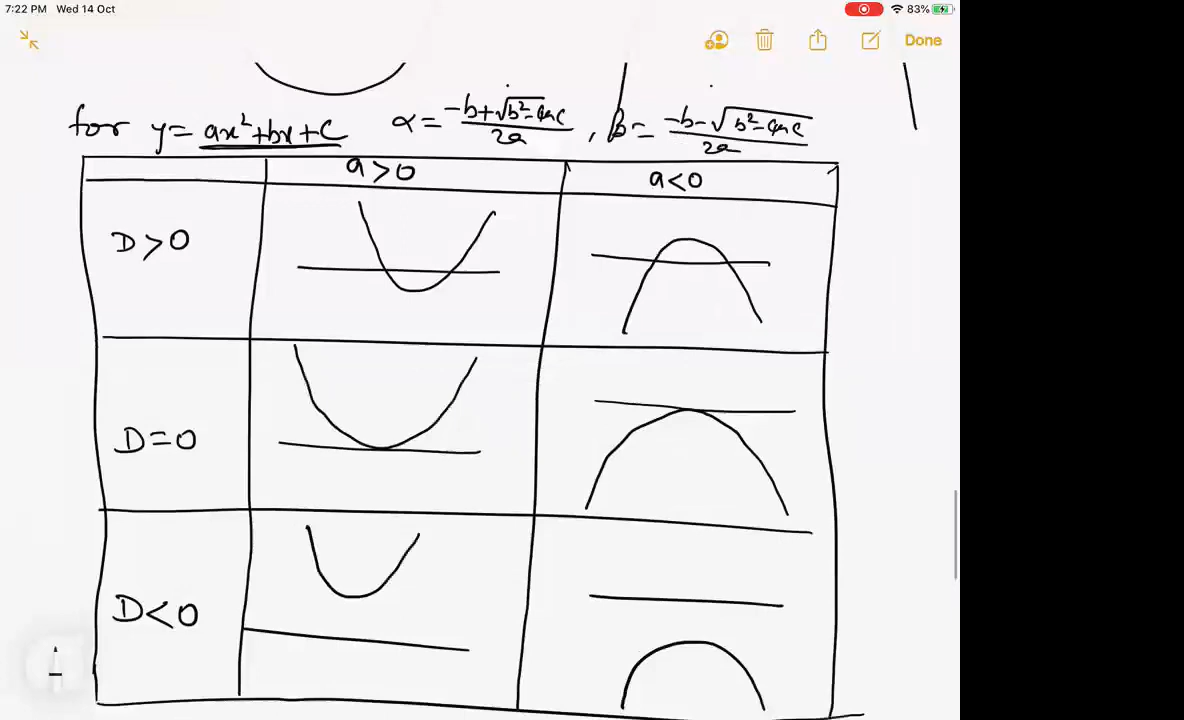 7:22 PM Wed 14 Oct 83%
Done
for y = ax² + bx + c α = -b + √b² - 4ac / 2a , β = -b - √b² - 4ac / 2a
a > 0 a < 0
D > 0
D = 0
D < 0